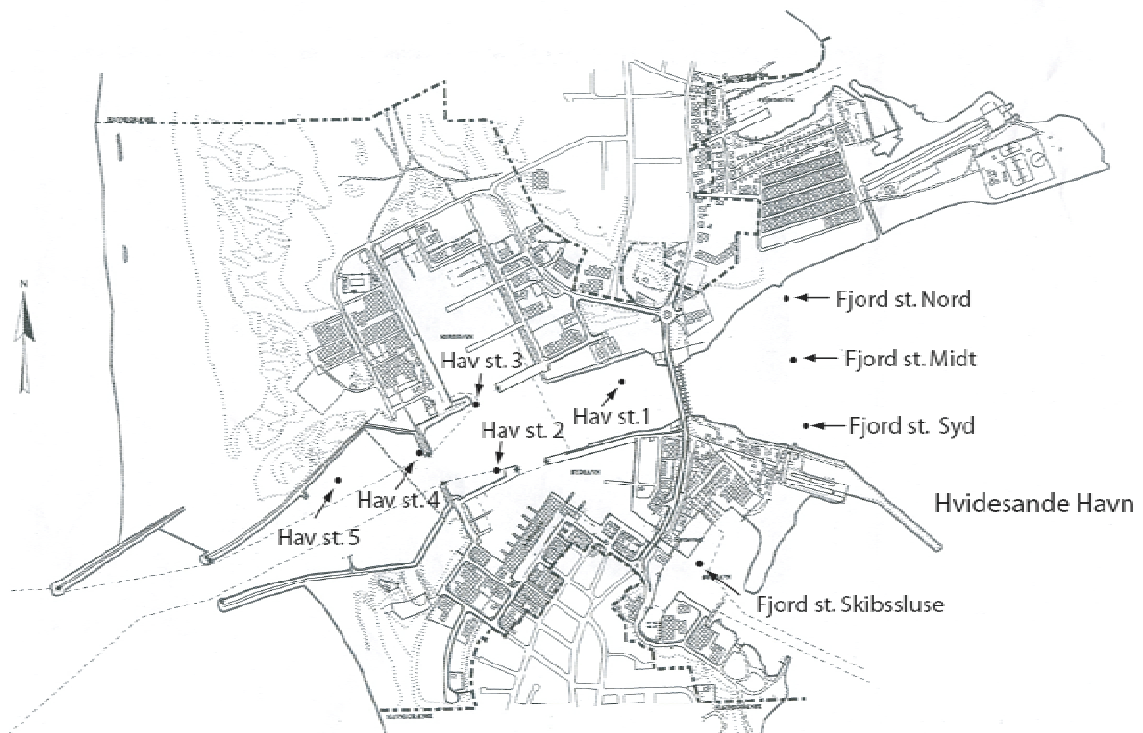 N
Fjord st. Nord
Fjord st. Midt
Hav st. 3
Hav st.1
Hav st. 2
Fjord st. Syd
Hav st. 4
Hvidesande Havn
Hav st. 5
Fjord st. Skibssluse